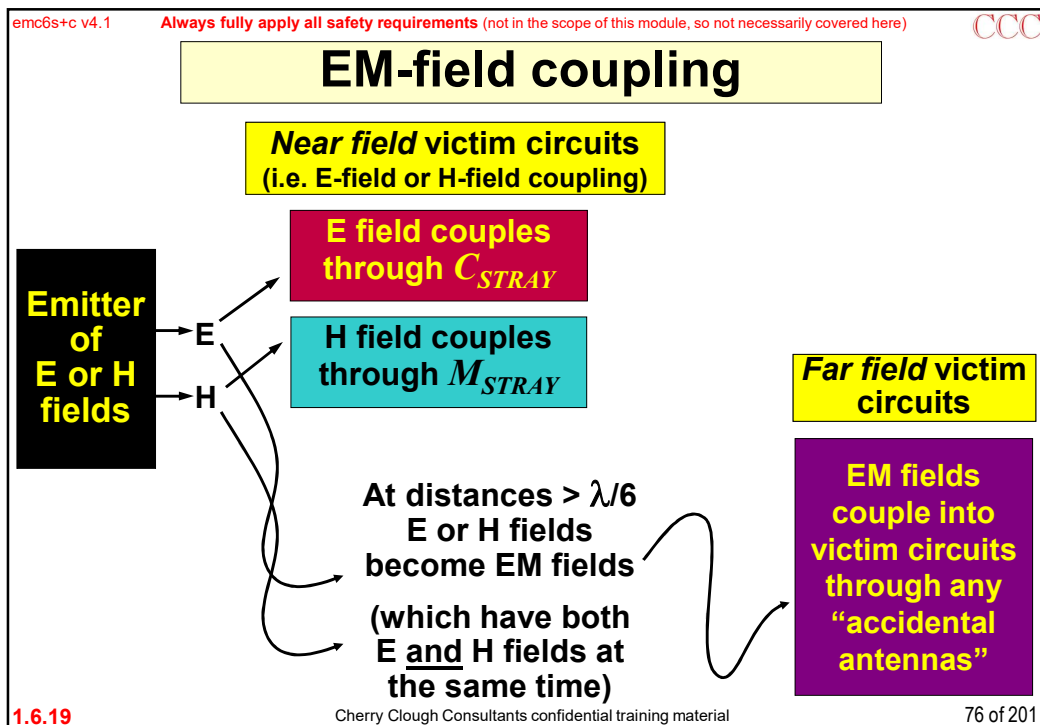 emc6s+c v4.1
Always fully apply all safety requirements (not in the scope of this module, so not necessarily covered here)
CCC
EM-field coupling
Near field victim circuits
(i.e. E-field or H-field coupling)
E field couples
through C_STRAY
Emitter
of
E or H
fields
E
H
H field couples
through M_STRAY
Far field victim
circuits
At distances > λ/6
E or H fields
become EM fields
(which have both
E and H fields at
the same time)
EM fields
couple into
victim circuits
through any
“accidental
antennas”
1.6.19
Cherry Clough Consultants confidential training material
76 of 201